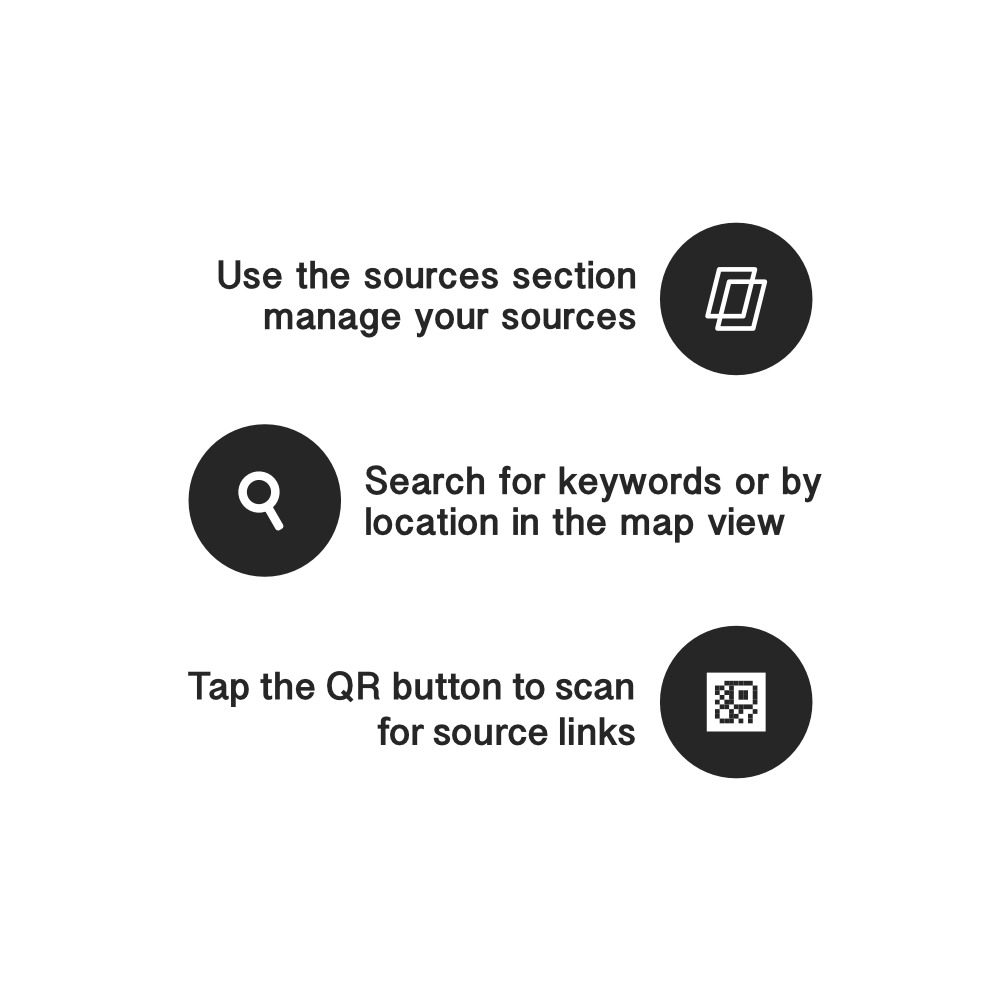 Use the sources section
manage your sources
Search for keywords or by
location in the map view
Tap the QR button to scan
for source links